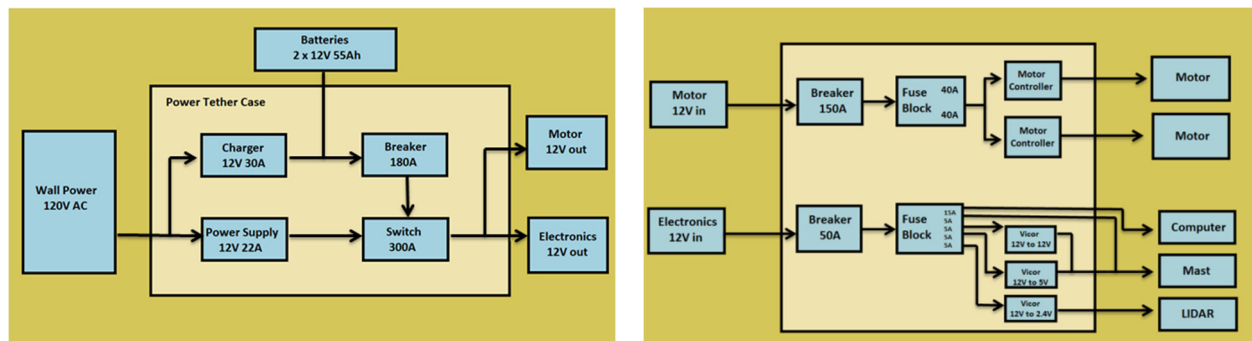 Batteries
2 x 12V 55Ah
Power Tether Case
Wall Power
120V AC
Charger
12V 30A
Breaker
180A
Power Supply
12V 22A
Switch
300A
Motor
12V out
Electronics
12V out
Motor
12V in
Breaker
150A
Fuse
Block
40A
40A
Motor
Controller
Motor
Controller
Motor
Motor
Electronics
12V in
Breaker
50A
Fuse
Block
15A
5A
5A
5A
5A
Vicor
12V to 12V
Vicor
12V to 5V
Vicor
12V to 2.4V
Computer
Mast
LIDAR